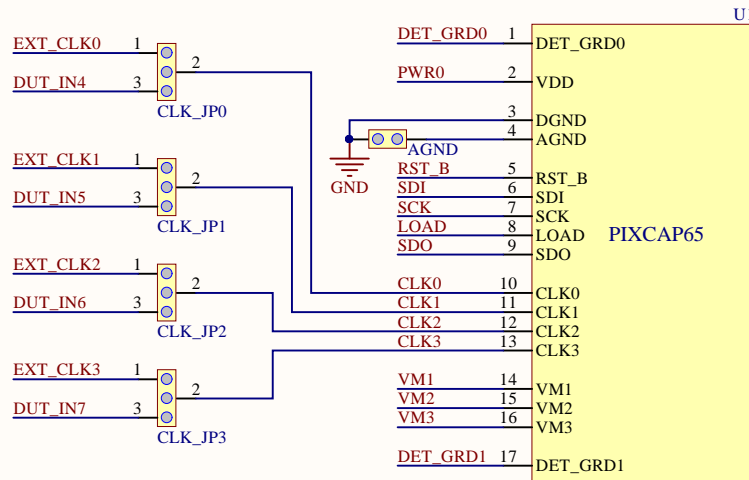 U1
EXT_CLK0 1
2
DUT_IN4 3
CLK_JP0
EXT_CLK1 1
2
DUT_IN5 3
CLK_JP1
EXT_CLK2 1
2
DUT_IN6 3
CLK_JP2
EXT_CLK3 1
2
DUT_IN7 3
CLK_JP3
DET_GRD0 1 DET_GRD0
PWR0 2 VDD
3 DGND
4 AGND
AGND
GND
RST_B 5 RST_B
SDI 6 SDI
SCK 7 SCK
LOAD 8 LOAD
SDO 9 SDO
PIXCAP65
CLK0 10 CLK0
CLK1 11 CLK1
CLK2 12 CLK2
CLK3 13 CLK3
VM1 14 VM1
VM2 15 VM2
VM3 16 VM3
DET_GRD1 17 DET_GRD1